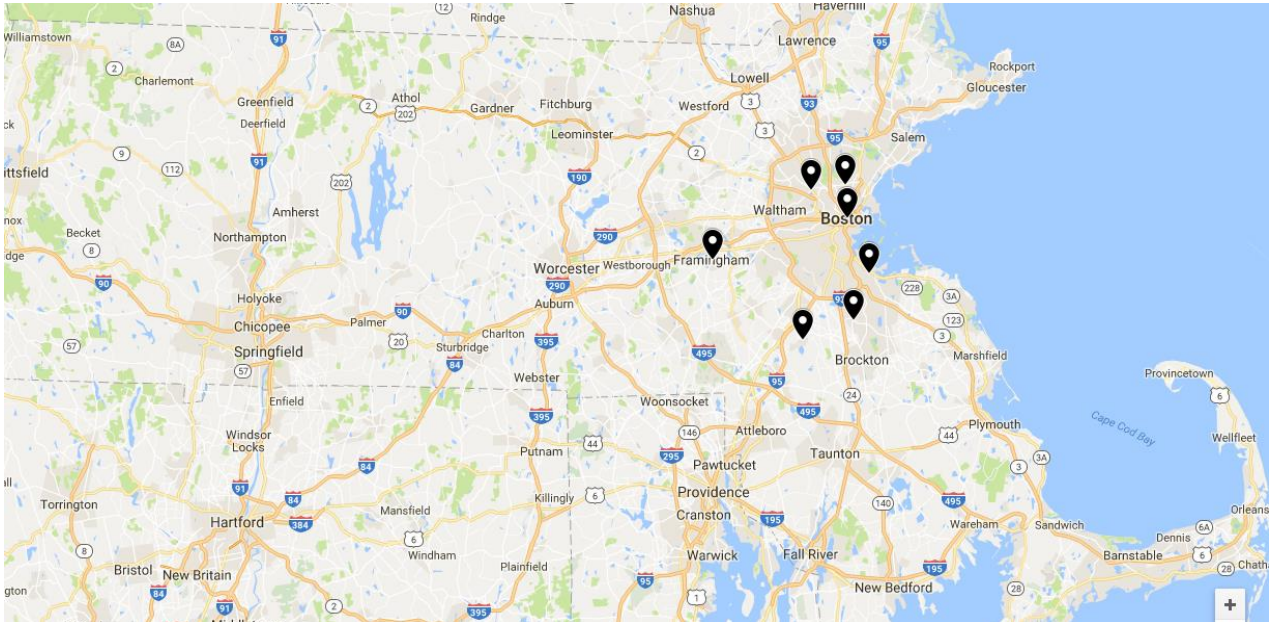 Rindge
Nashua
Haverhill
12
Williamstown
8A
91
Lawrence
95
2
Charlemont
Lowell
Rockport
Gloucester
Greenfield
Athol
Gardner
Fitchburg
Westford
3
93
2
202
Deerfield
Leominster
3
95
Salem
9
91
2
112
ittsfield
202
190
Amherst
Waltham
Boston
Becket
Northampton
290
8
Framingham
Worcester
Westborough
90
290
Holyoke
Auburn
228
3A
Palmer
90
Chicopee
Charlton
123
57
20
Sturbridge
395
3
Springfield
84
495
Brockton
Marshfield
57
Webster
95
Provincetown
Enfield
24
6
395
Woonsocket
495
Cape Cod Bay
Windsor
Locks
146
Attleboro
44
Plymouth
Wellfleet
44
Putnam
295
Taunton
3A
84
Pawtucket
3
91
84
Killingly
6
Providence
140
495
Torrington
Hartford
384
Mansfield
Cranston
195
Wareham
Sandwich
Orleans
6
6A
Dennis
8
Windham
Warwick
Fall River
Barnstable
6
Bristol
New Britain
Plainfield
195
28
84
95
New Bedford
28
2
91
395
1
+